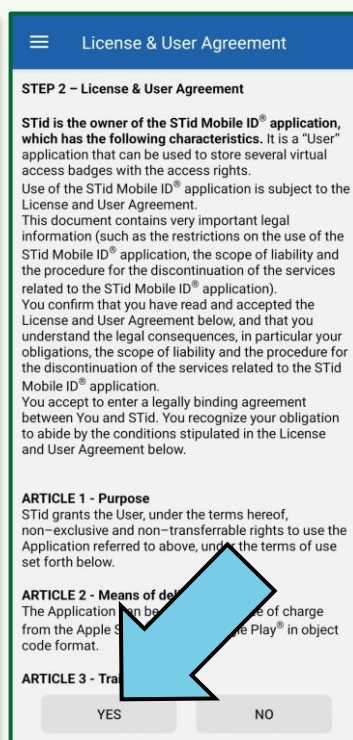 License & User Agreement
STEP 2 – License & User Agreement
STid is the owner of the STid Mobile ID® application,
which has the following characteristics. It is a "User"
application that can be used to store several virtual
access badges with the access rights.
Use of the STid Mobile ID® application is subject to the
License and User Agreement.
This document contains very important legal
information (such as the restrictions on the use of the
STid Mobile ID® application, the scope of liability and
the procedure for the discontinuation of the services
related to the STid Mobile ID® application).
You confirm that you have read and accepted the
License and User Agreement below, and that you
understand the legal consequences, in particular your
obligations, the scope of liability and the procedure for
the discontinuation of the services related to the STid
Mobile ID® application.
You accept to enter a legally binding agreement
between You and STid. You recognize your obligation
to abide by the conditions stipulated in the License
and User Agreement below.
ARTICLE 1 - Purpose
STid grants the User, under the terms hereof,
non–exclusive and non–transferrable rights to use the
Application referred to above, under the terms of use
set forth below.
ARTICLE 2 - Means of
The Application can be of charge
from the Apple Play® in object
code format.
ARTICLE 3 -
YES
NO